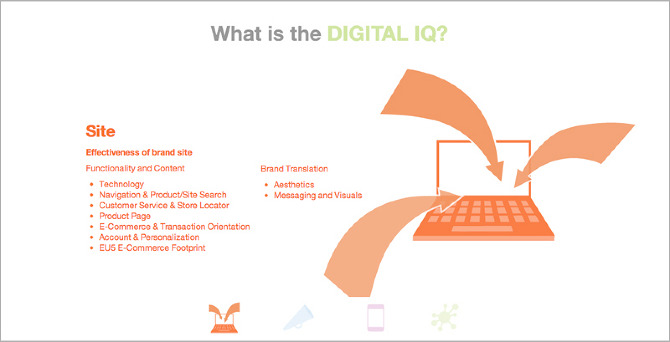 What is the DIGITAL IQ?
Site
Effectiveness of brand site
Functionality and Content
• Technology
• Navigation & Product/Site Search
• Customer Service & Store Locator
• Product Page
• E-Commerce & Transaction Orientation
• Account & Personalization
• EU5 E-Commerce Footprint
Brand Translation
• Aesthetics
• Messaging and Visuals